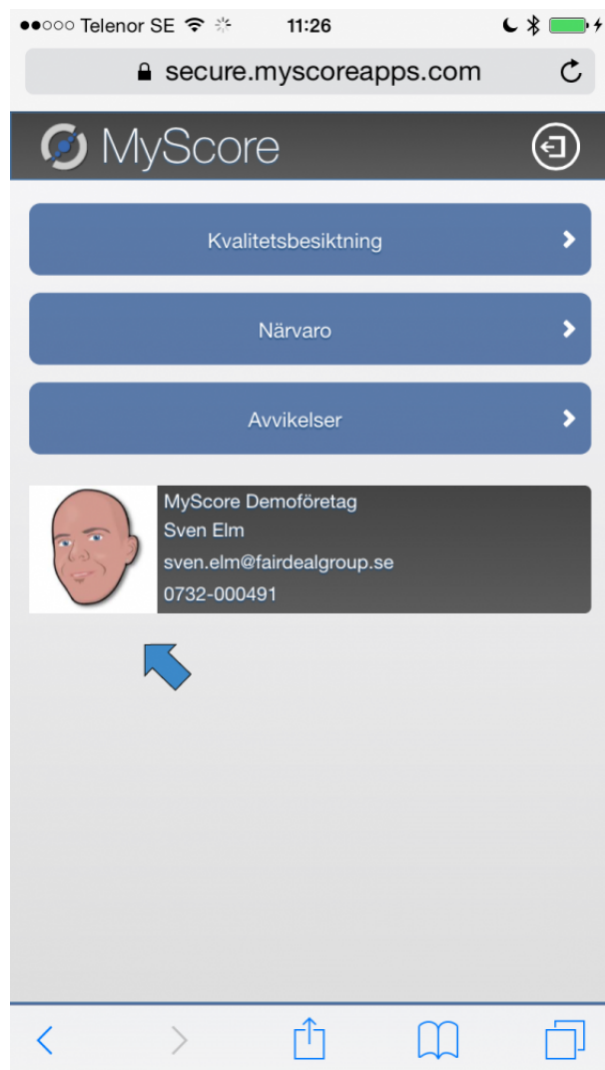 Telenor SE 11:26
secure.myscoreapps.com
MyScore
Kvalitetsbesiktning
Närvaro
Avvikelser
MyScore Demoföretag
Sven Elm
sven.elm@fairdealgroup.se
0732-000491